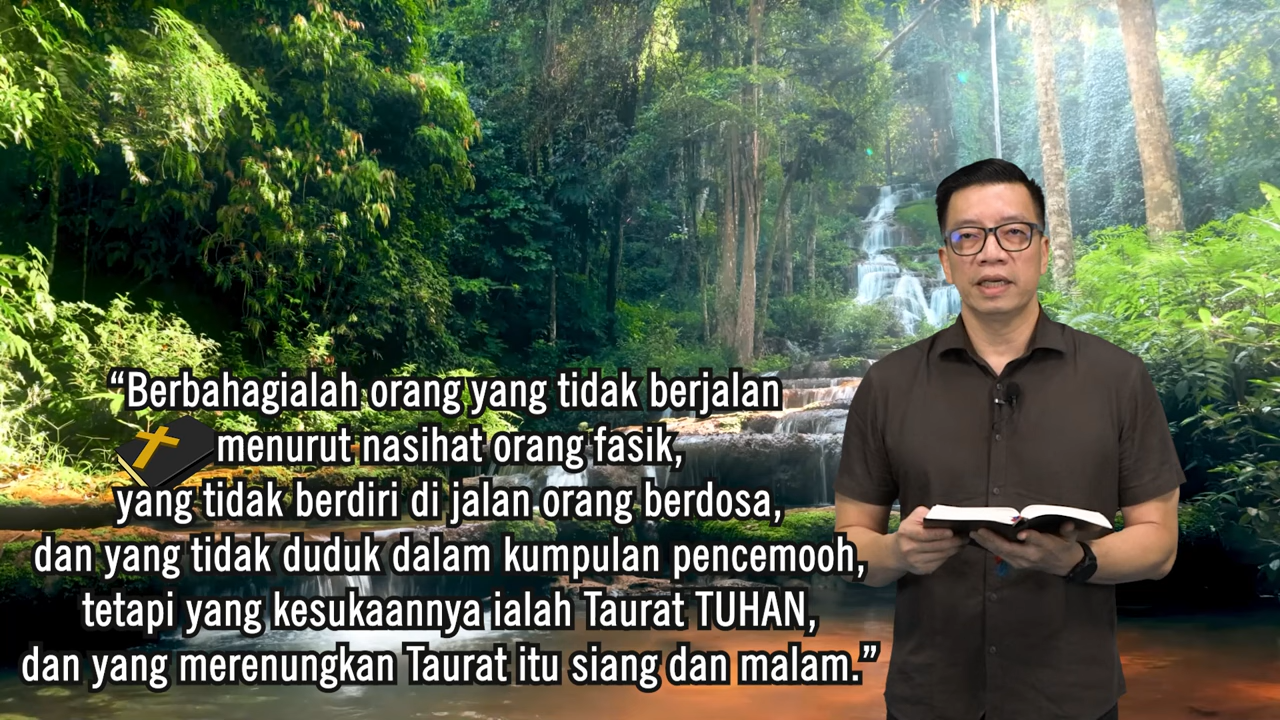 “Berbahagialah orang yang tidak berjalan
menurut nasihat orang fasik,
yang tidak berdiri di jalan orang berdosa,
dan yang tidak duduk dalam kumpulan pencemooh,
tetapi yang kesukaannya ialah Taurat TUHAN,
dan yang merenungkan Taurat itu siang dan malam.”